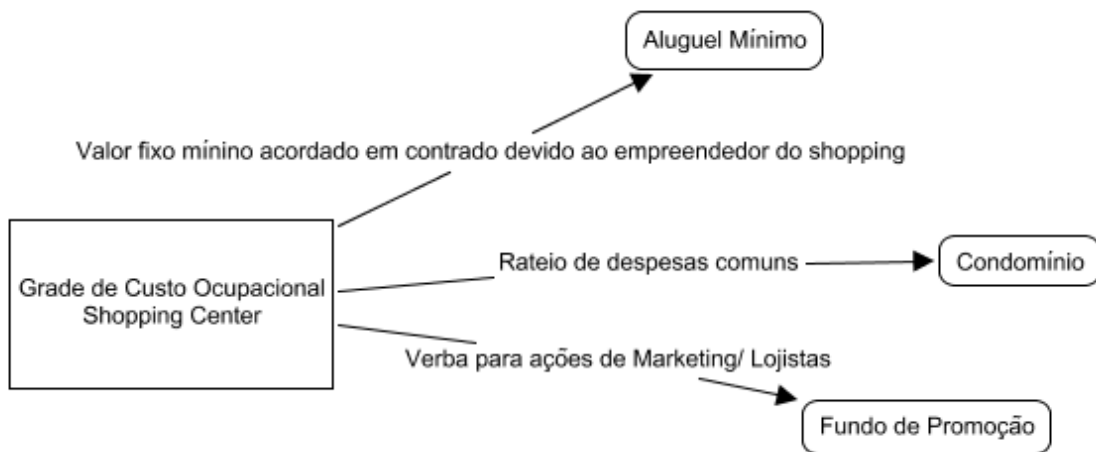 Aluguel Mínimo
Valor fixo mínino acordado em contrado devido ao empreendedor do shopping
Grade de Custo Ocupacional
Shopping Center
Rateio de despesas comuns
Condomínio
Verba para ações de Marketing/ Lojistas
Fundo de Promoção